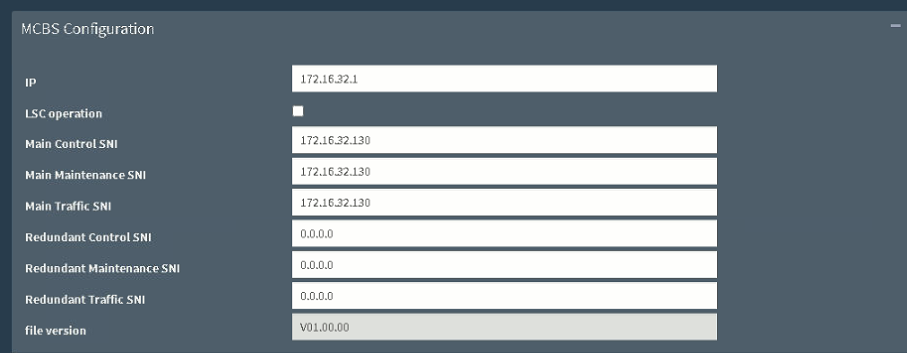 MCBS Configuration
IP 172.16.32.1
LSC operation
Main Control SNI 172.16.32.130
Main Maintenance SNI 172.16.32.130
Main Traffic SNI 172.16.32.130
Redundant Control SNI 0.0.0.0
Redundant Maintenance SNI 0.0.0.0
Redundant Traffic SNI 0.0.0.0
file version V01.00.00